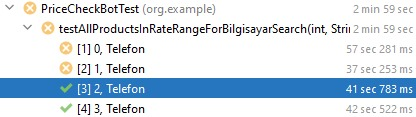 PriceCheckBotTest (org.example) 2 min 59 sec
testAllProductsInRateRangeForBilgisayarSearch(int, Strin 2 min 59 sec
[1] 0, Telefon 57 sec 281 ms
[2] 1, Telefon 37 sec 253 ms
[3] 2, Telefon 41 sec 783 ms
[4] 3, Telefon 42 sec 522 ms